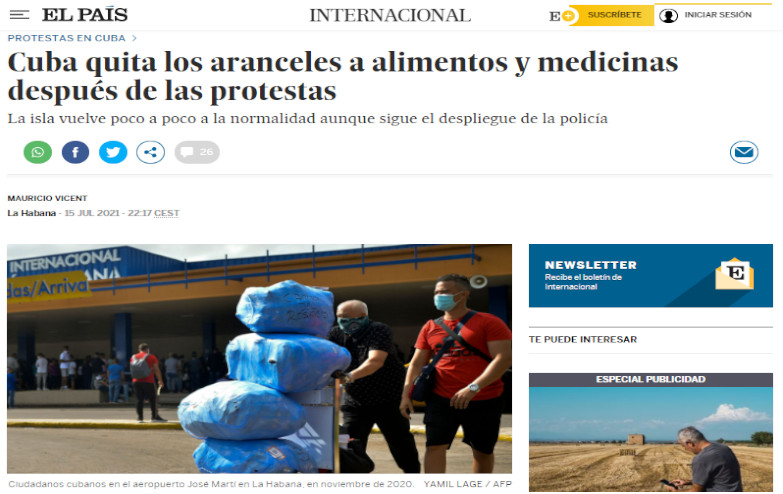 EL PAÍS
INTERNACIONAL
E+
SUSCRÍBETE
INICIAR SESIÓN
PROTESTAS EN CUBA >
Cuba quita los aranceles a alimentos y medicinas
después de las protestas
La isla vuelve poco a poco a la normalidad aunque sigue el despliegue de la policía
26
MAURICIO VICENT
La Habana - 15 JUL 2021 - 22:17 CEST
INTERNACIONAL
ANA
das/Arriva
NEWSLETTER
Recibe el boletín de
Internacional
E
TE PUEDE INTERESAR
ESPECIAL PUBLICIDAD
Ciudadanos cubanos en el aeropuerto José Martí en La Habana, en noviembre de 2020. YAMIL LAGE / AFP